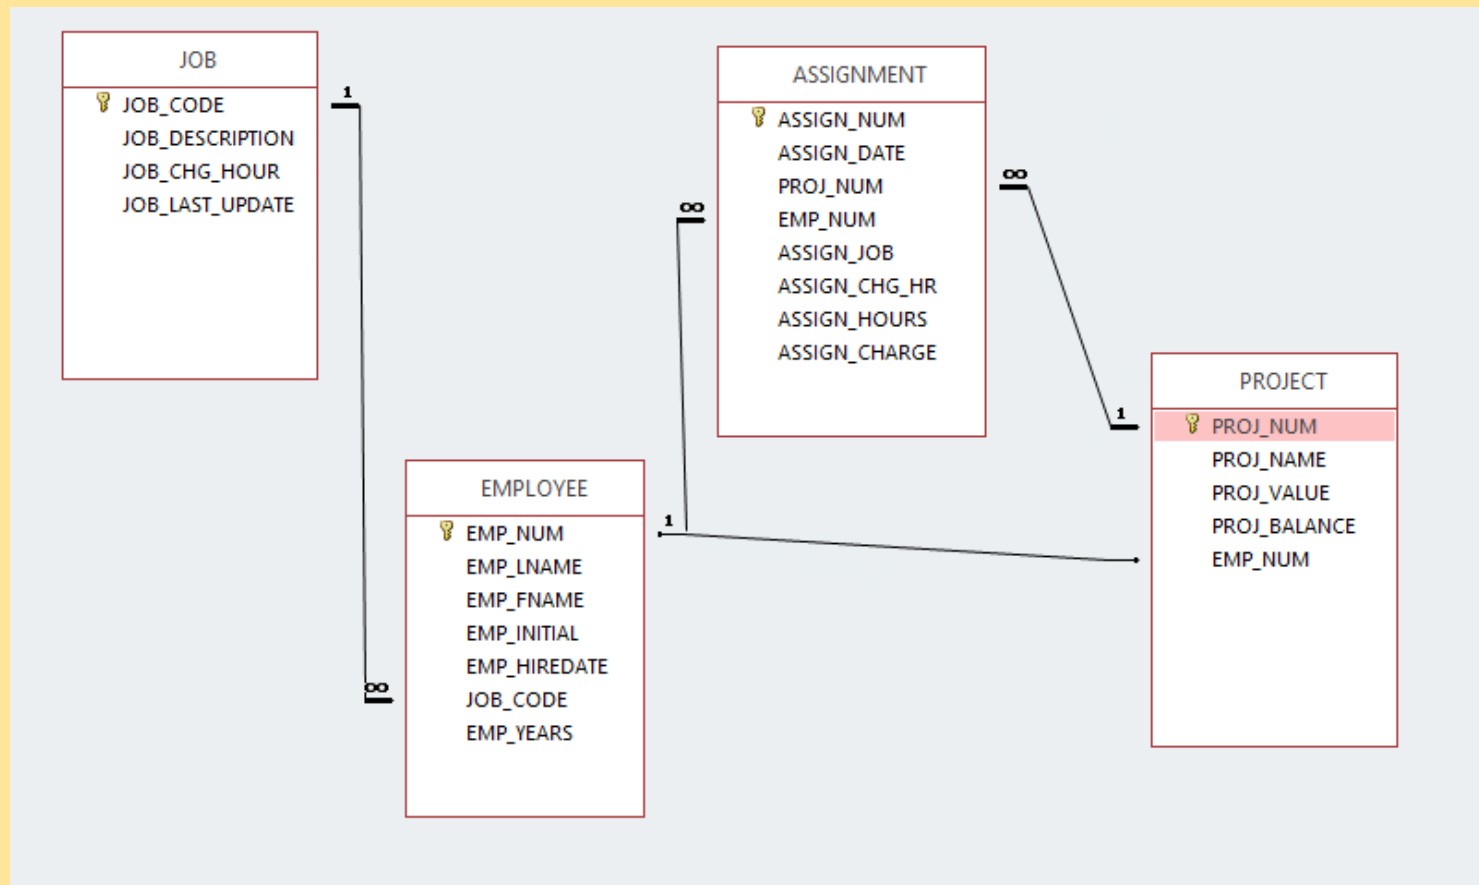 JOB
JOB_CODE
JOB_DESCRIPTION
JOB_CHG_HOUR
JOB_LAST_UPDATE
1
∞
ASSIGNMENT
ASSIGN_NUM
ASSIGN_DATE
PROJ_NUM
EMP_NUM
ASSIGN_JOB
ASSIGN_CHG_HR
ASSIGN_HOURS
ASSIGN_CHARGE
∞
∞
EMPLOYEE
EMP_NUM
EMP_LNAME
EMP_FNAME
EMP_INITIAL
EMP_HIREDATE
JOB_CODE
EMP_YEARS
1
1
PROJECT
PROJ_NUM
PROJ_NAME
PROJ_VALUE
PROJ_BALANCE
EMP_NUM